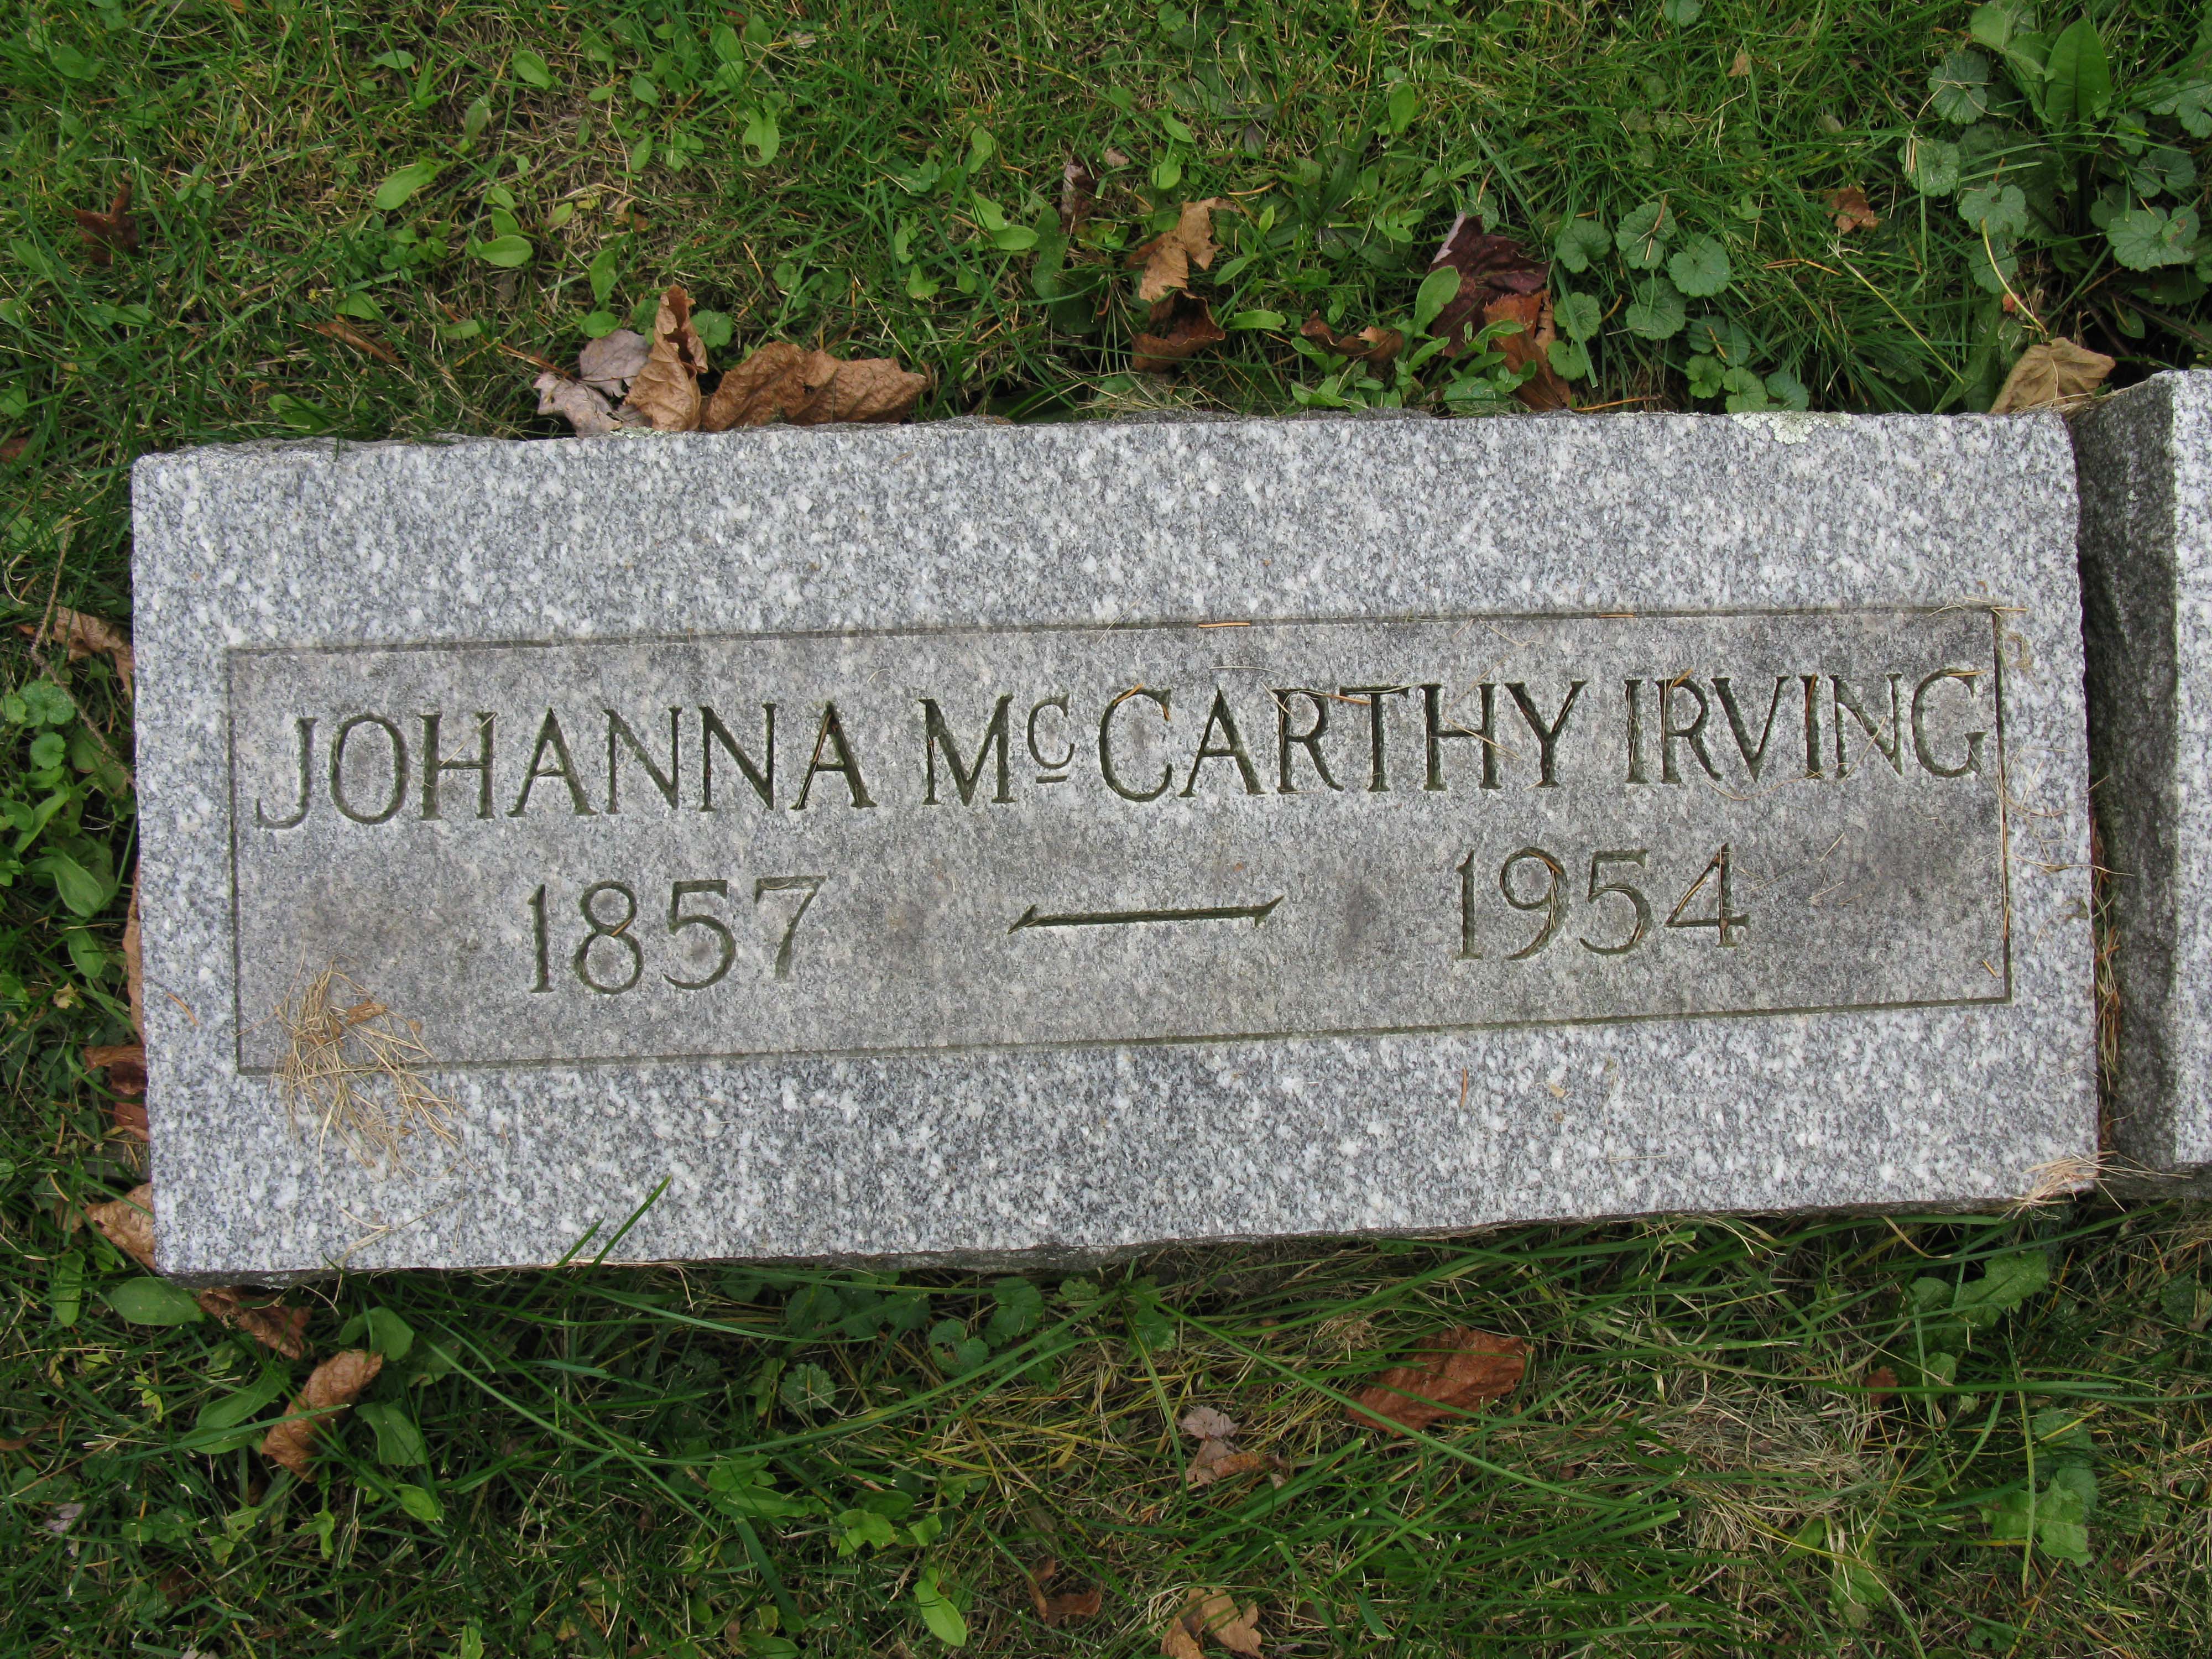 JOHANNA McCARTHY IRVING
1857 — 1954